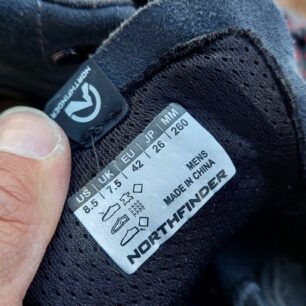 NORTHFINDER
US UK EU JP MM
8.5 7.5 42 26 260
MENS
MADE IN CHINA
NORTHFINDER